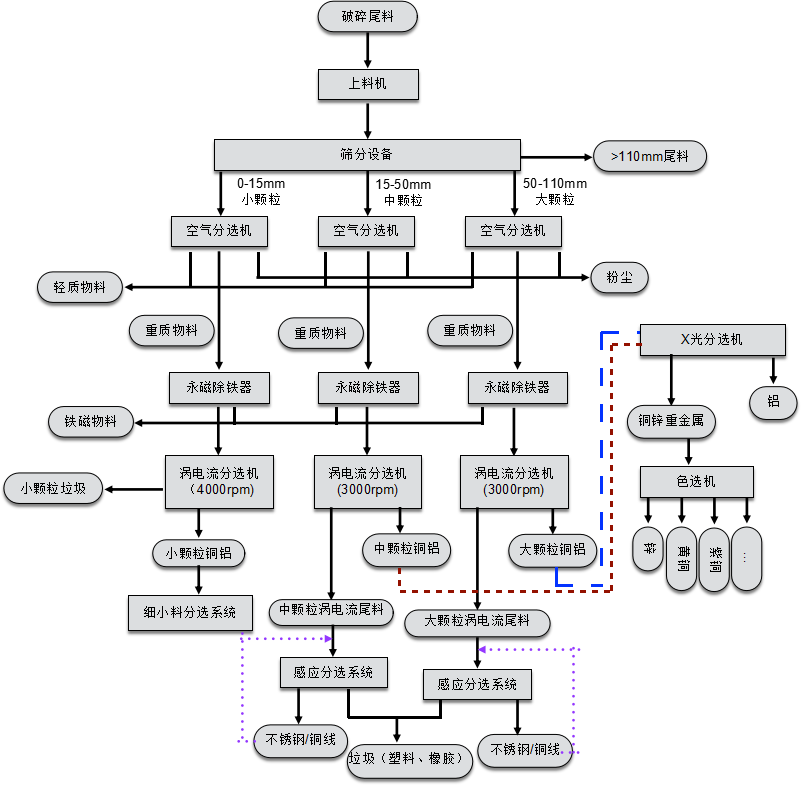 破碎尾料
上料机
筛分设备
>110mm尾料
0-15mm
小颗粒
15-50mm
中颗粒
50-110mm
大颗粒
空气分选机
空气分选机
空气分选机
轻质物料
粉尘
重质物料
重质物料
重质物料
X光分选机
永磁除铁器
永磁除铁器
永磁除铁器
铝
铁磁物料
铜锌重金属
涡电流分选机
（4000rpm)
涡电流分选机
(3000rpm)
涡电流分选机
(3000rpm)
色选机
小颗粒垃圾
小颗粒铜铝
中颗粒铜铝
大颗粒铜铝
锌
黄铜
紫铜
...
细小料分选系统
中颗粒涡电流尾料
大颗粒涡电流尾料
感应分选系统
感应分选系统
不锈钢/铜线
垃圾（塑料、橡胶）
不锈钢/铜线